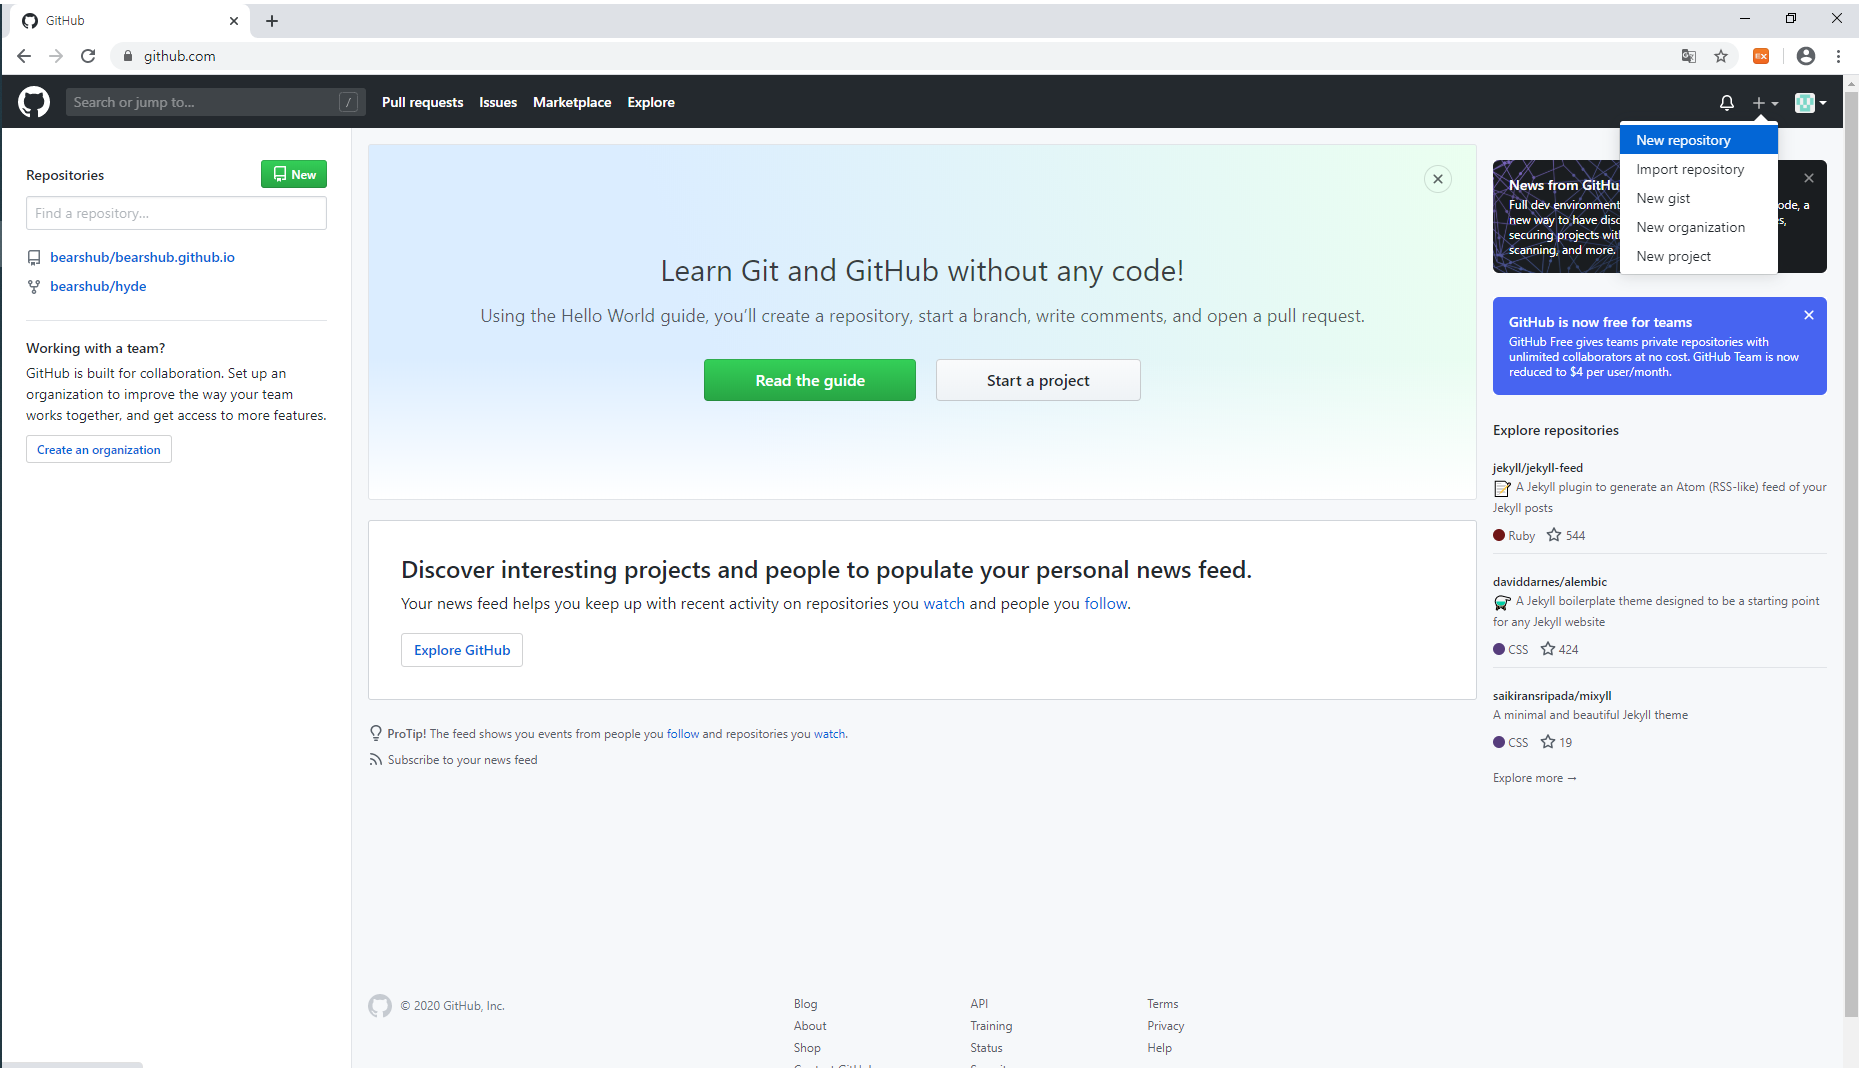 GitHub
github.com
EX
Search or jump to...
/
Pull requests
Issues
Marketplace
Explore
New repository
Import repository
New gist
New organization
New project
Repositories
New
Find a repository...
bearshub/bearshub.github.io
bearshub/hyde
Working with a team?
GitHub is built for collaboration. Set up an
organization to improve the way your team
works together, and get access to more features.
Create an organization
Learn Git and GitHub without any code!
Using the Hello World guide, you’ll create a repository, start a branch, write comments, and open a pull request.
Read the guide
Start a project
Discover interesting projects and people to populate your personal news feed.
Your news feed helps you keep up with recent activity on repositories you watch and people you follow.
Explore GitHub
ProTip! The feed shows you events from people you follow and repositories you watch.
Subscribe to your news feed
News from GitHu
Full dev environment ode, a
new way to have disc s,
securing projects wit
scanning, and more.
GitHub is now free for teams
GitHub Free gives teams private repositories with
unlimited collaborators at no cost. GitHub Team is now
reduced to $4 per user/month.
Explore repositories
jekyll/jekyll-feed
A Jekyll plugin to generate an Atom (RSS-like) feed of your
Jekyll posts
Ruby 544
daviddarnes/alembic
A Jekyll boilerplate theme designed to be a starting point
for any Jekyll website
CSS 424
saikiransripada/mixyll
A minimal and beautiful Jekyll theme
CSS 19
Explore more →
© 2020 GitHub, Inc.
Blog
About
Shop
API
Training
Status
Terms
Privacy
Help